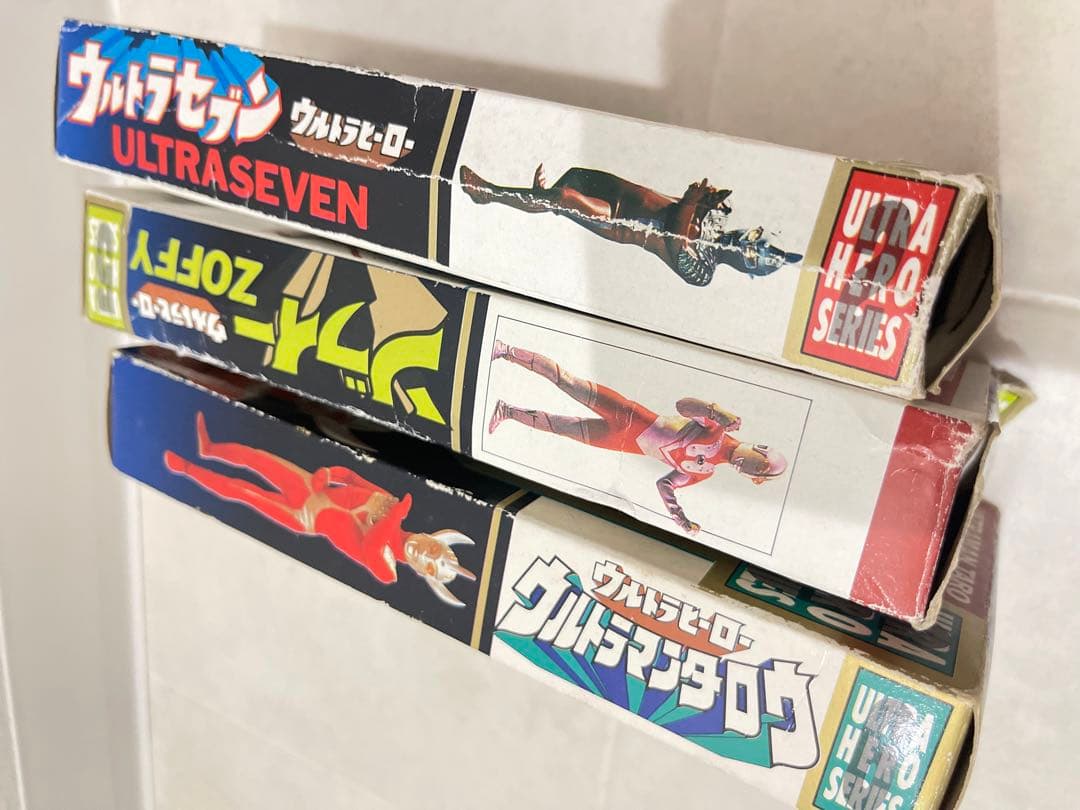 ウルトラセブン
ウルトラヒーロー
ULTRASEVEN
ULTRA
HERO
SERIES
ゾフィー
ZOFFY
ウルトラヒーロー
ウルトラヒーロー
ウルトラマンタロウ
ULTRA
HERO
SERIES